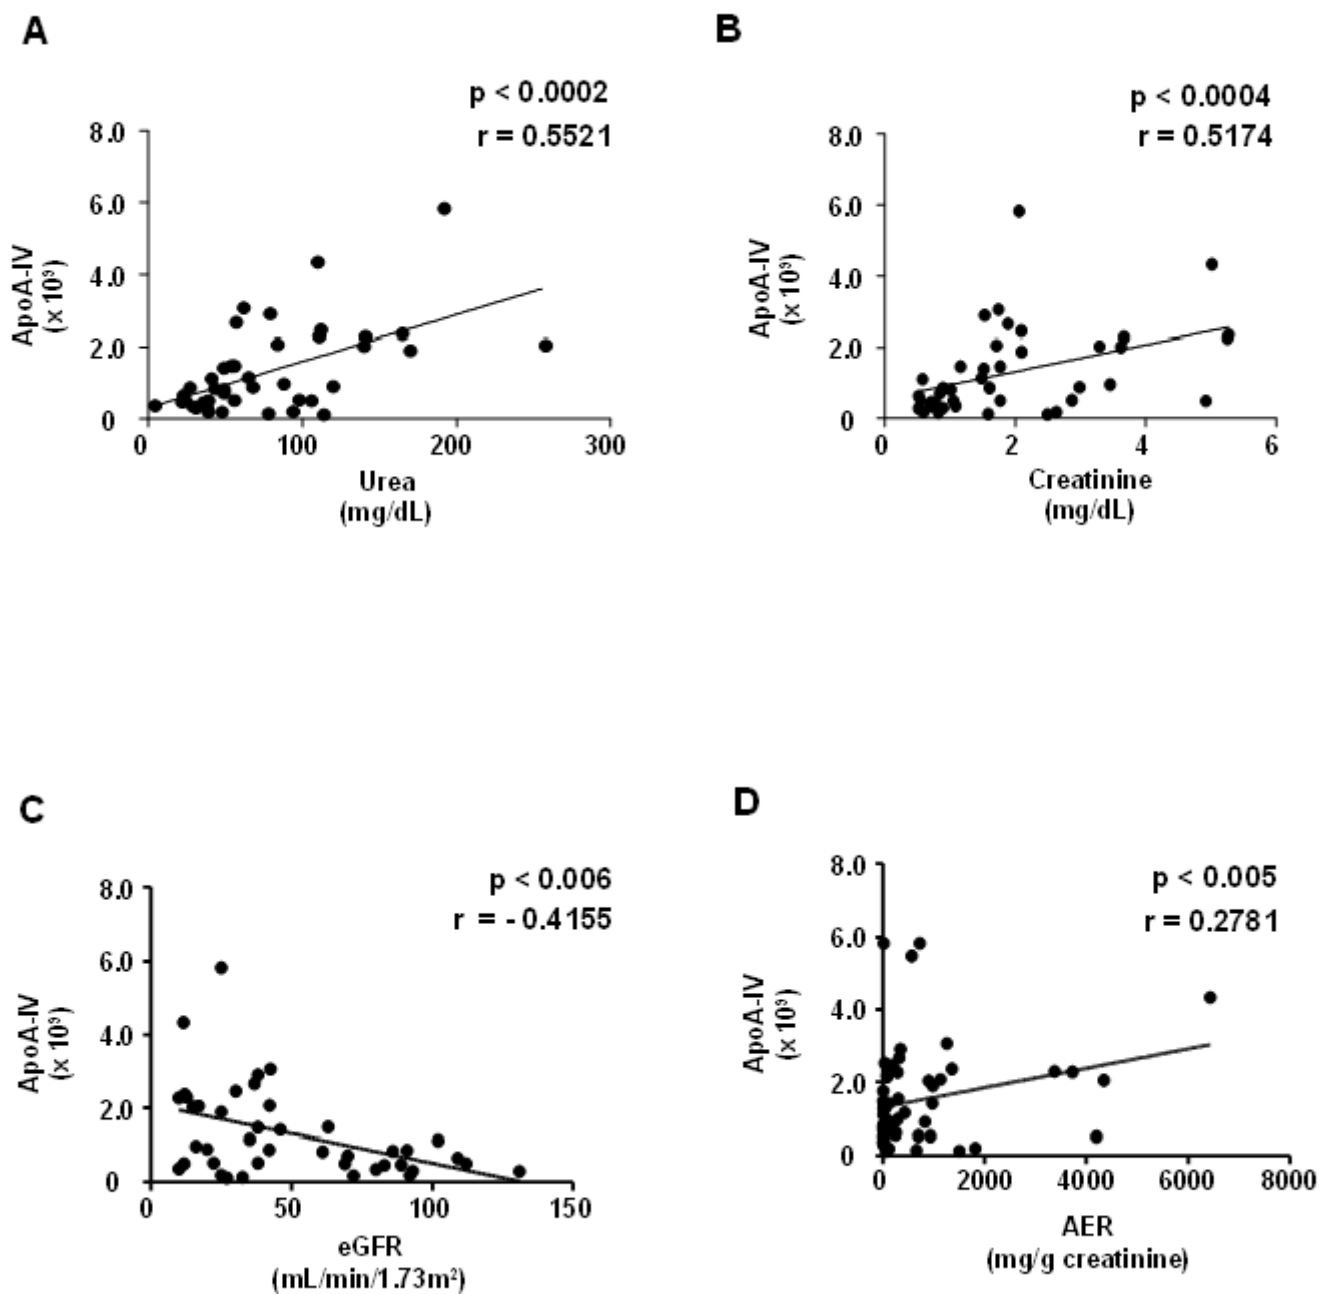 A
p < 0.0002
r = 0.5521
8.0
6.0
4.0
2.0
0
ApoA-IV
(x 10⁹)
0 100 200 300
Urea
(mg/dL)
B
p < 0.0004
r = 0.5174
8.0
6.0
4.0
2.0
0
ApoA-IV
(x 10⁹)
0 2 4 6
Creatinine
(mg/dL)
C
p < 0.006
r = - 0.4155
8.0
6.0
4.0
2.0
0
ApoA-IV
(x 10⁹)
0 50 100 150
eGFR
(mL/min/1.73m²)
D
p < 0.005
r = 0.2781
8.0
6.0
4.0
2.0
0
ApoA-IV
(x 10⁹)
0 2000 4000 6000 8000
AER
(mg/g creatinine)